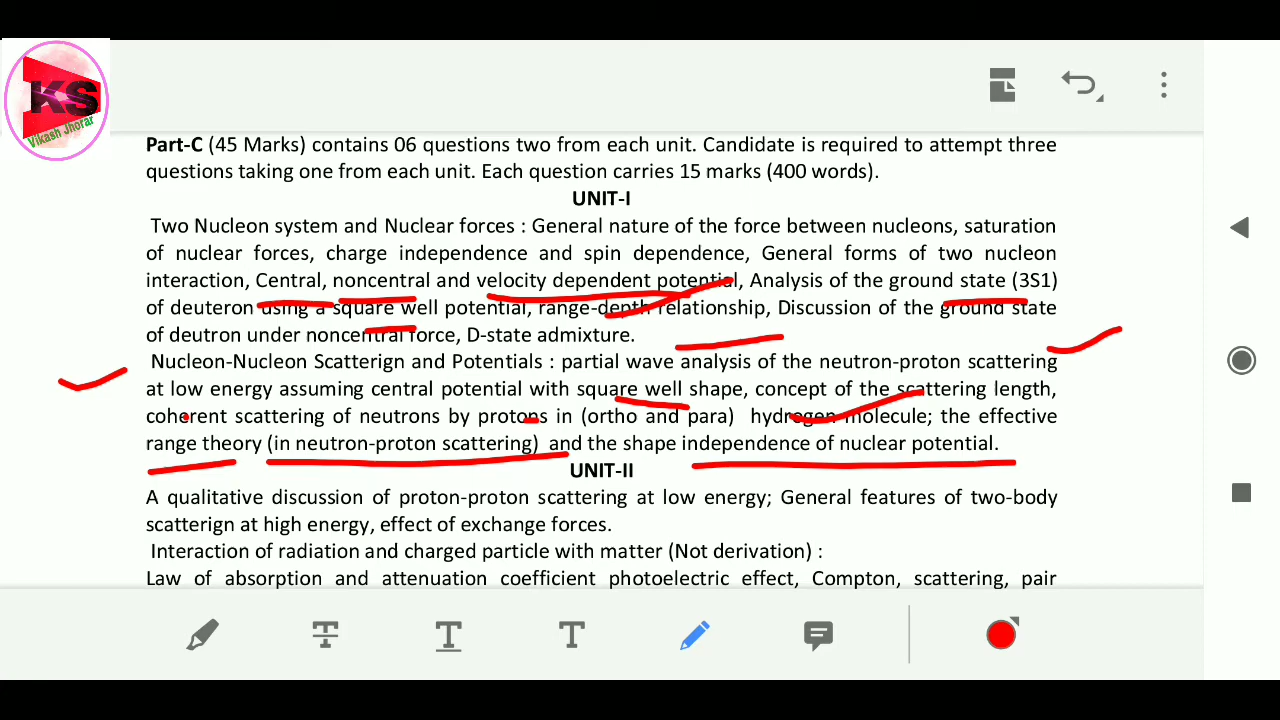 KS
Vikash Jhorar
Part-C (45 Marks) contains 06 questions two from each unit. Candidate is required to attempt three
questions taking one from each unit. Each question carries 15 marks (400 words).
UNIT-I
Two Nucleon system and Nuclear forces : General nature of the force between nucleons, saturation
of nuclear forces, charge independence and spin dependence, General forms of two nucleon
interaction, Central, noncentral and velocity dependent potential, Analysis of the ground state (3S1)
of deuteron using a square well potential, range-depth relationship, Discussion of the ground state
of deutron under noncentral force, D-state admixture.
Nucleon-Nucleon Scatterign and Potentials : partial wave analysis of the neutron-proton scattering
at low energy assuming central potential with square well shape, concept of the scattering length,
coherent scattering of neutrons by protons in (ortho and para) hydrogen molecule; the effective
range theory (in neutron-proton scattering) and the shape independence of nuclear potential.
UNIT-II
A qualitative discussion of proton-proton scattering at low energy; General features of two-body
scatterign at high energy, effect of exchange forces.
Interaction of radiation and charged particle with matter (Not derivation) :
Law of absorption and attenuation coefficient photoelectric effect, Compton, scattering, pair
T
T
T